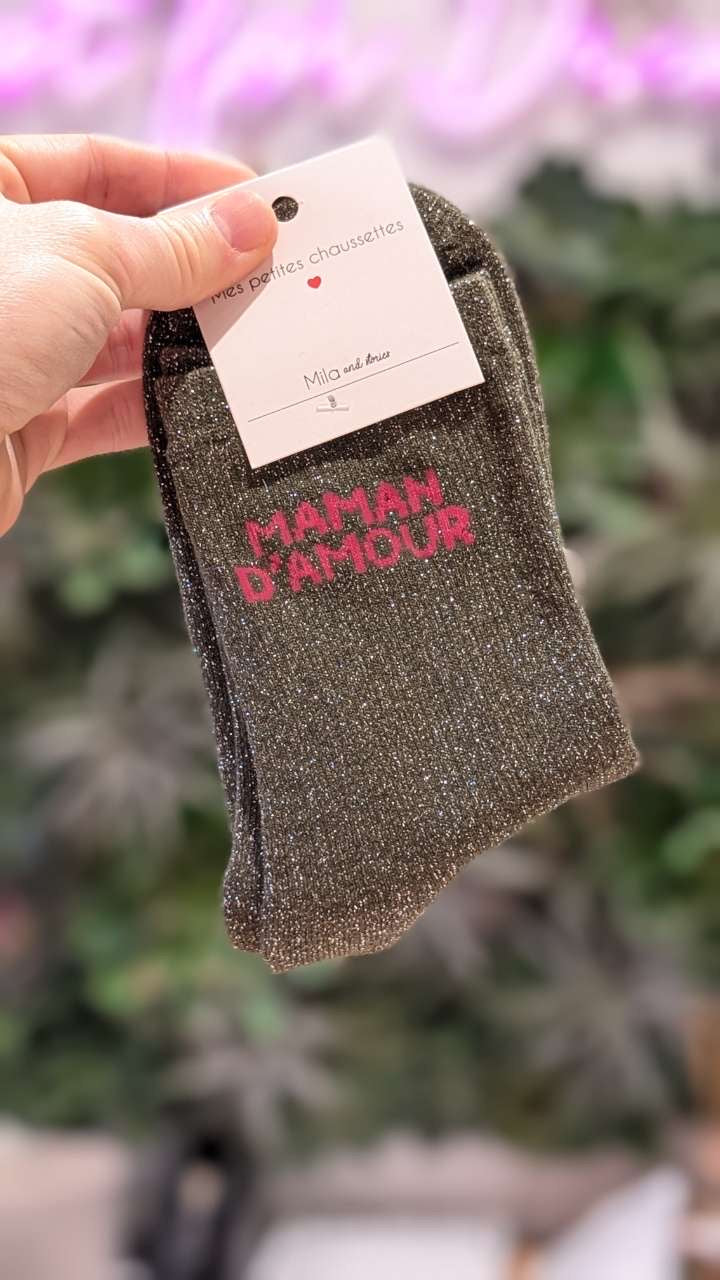 Mes petites chaussettes
Mila and stories
MAMAN
D'AMOUR